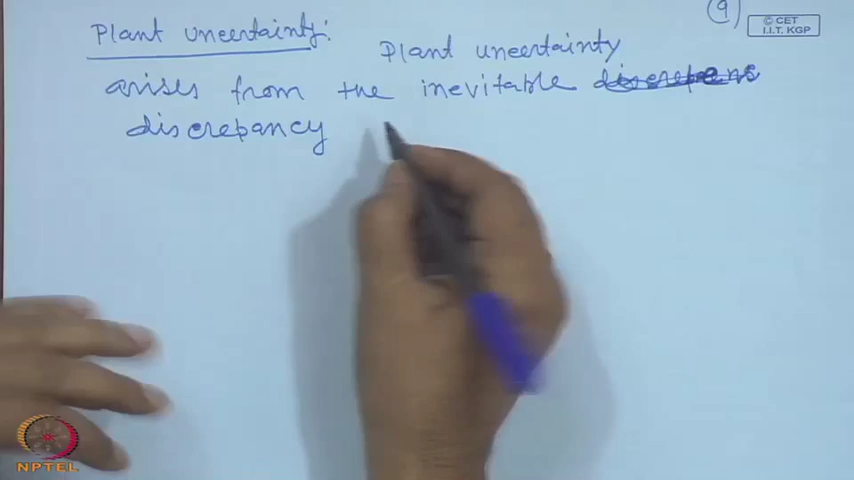 9
© CET
I.I.T. KGP
Plant uncertainty:
Plant uncertainty
arises from the inevitable
discrepancy
NPTEL